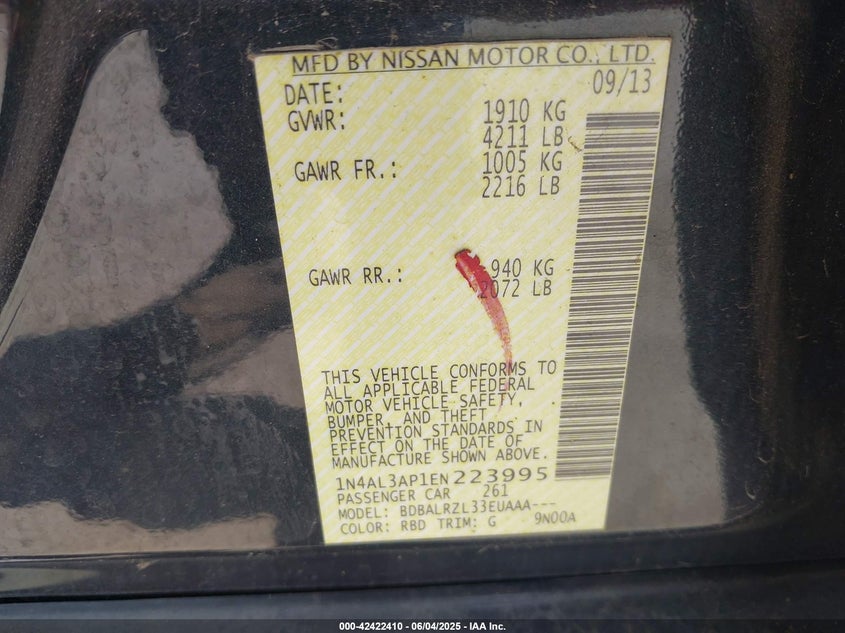 MFD BY NISSAN MOTOR CO., LTD.
DATE: 09/13
GVWR: 1910 KG
4211 LB
GAWR FR.: 1005 KG
2216 LB
GAWR RR.: 940 KG
2072 LB
THIS VEHICLE CONFORMS TO
ALL APPLICABLE FEDERAL
MOTOR VEHICLE SAFETY,
BUMPER, AND THEFT
PREVENTION STANDARDS IN
EFFECT ON THE DATE OF
MANUFACTURE SHOWN ABOVE.
1N4AL3AP1EN223995
PASSENGER CAR 261
MODEL: BDBALRZL33EUAAA---
COLOR: RBD TRIM: G 9N00A
000-42422410 - 06/04/2025 - IAA Inc.